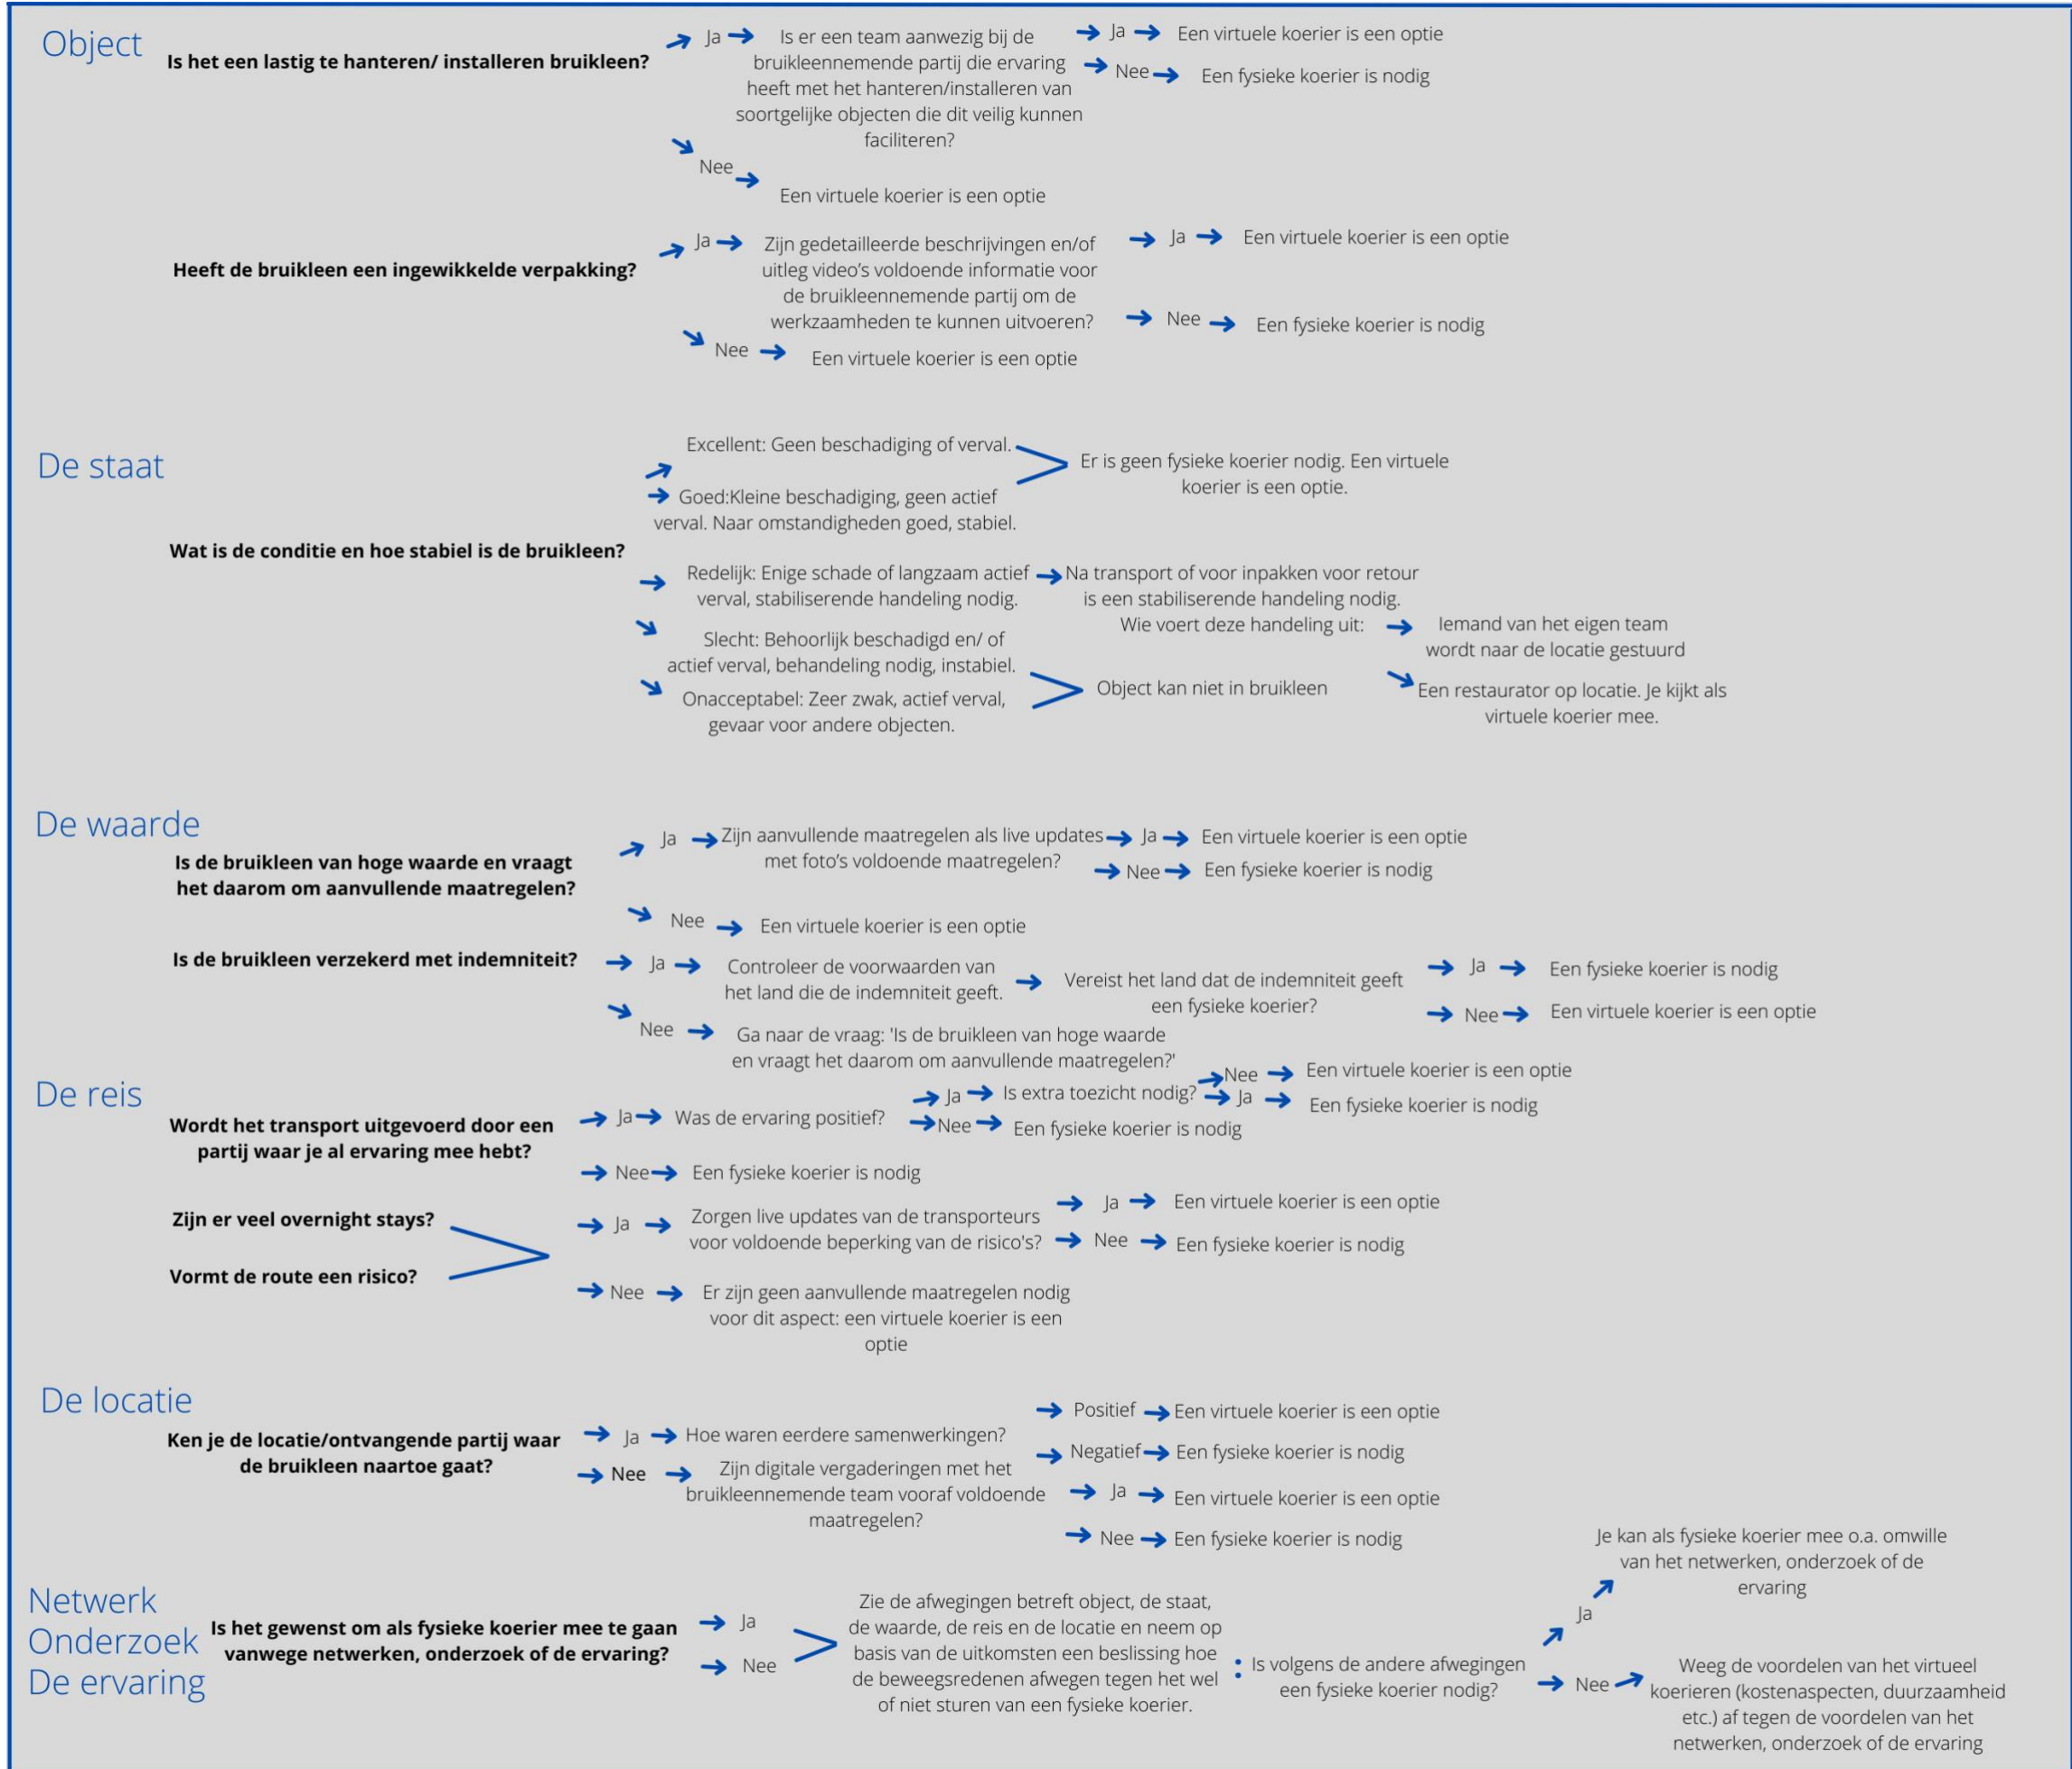 Object
Is het een lastig te hanteren/ installeren bruikleen?
Ja
Is er een team aanwezig bij de
bruikleennemende partij die ervaring
heeft met het hanteren/installeren van
soortgelijke objecten die dit veilig kunnen
faciliteren?
Ja
Een virtuele koerier is een optie
Nee
Een fysieke koerier is nodig
Nee
Een virtuele koerier is een optie
Heeft de bruikleen een ingewikkelde verpakking?
Ja
Zijn gedetailleerde beschrijvingen en/of
uitleg video's voldoende informatie voor
de bruikleennemende partij om de
werkzaamheden te kunnen uitvoeren?
Ja
Een virtuele koerier is een optie
Nee
Een fysieke koerier is nodig
Nee
Een virtuele koerier is een optie
De staat
Wat is de conditie en hoe stabiel is de bruikleen?
Excellent: Geen beschadiging of verval.
Goed:Kleine beschadiging, geen actief
verval. Naar omstandigheden goed, stabiel.
Er is geen fysieke koerier nodig. Een virtuele
koerier is een optie.
Redelijk: Enige schade of langzaam actief
verval, stabiliserende handeling nodig.
Na transport of voor inpakken voor retour
is een stabiliserende handeling nodig.
Wie voert deze handeling uit:
Iemand van het eigen team
wordt naar de locatie gestuurd
Een restaurator op locatie. Je kijkt als
virtuele koerier mee.
Slecht: Behoorlijk beschadigd en/ of
actief verval, behandeling nodig, instabiel.
Onacceptabel: Zeer zwak, actief verval,
gevaar voor andere objecten.
Object kan niet in bruikleen
De waarde
Is de bruikleen van hoge waarde en vraagt
het daarom om aanvullende maatregelen?
Ja
Zijn aanvullende maatregelen als live updates
met foto's voldoende maatregelen?
Ja
Een virtuele koerier is een optie
Nee
Een fysieke koerier is nodig
Nee
Een virtuele koerier is een optie
Is de bruikleen verzekerd met indemniteit?
Ja
Controleer de voorwaarden van
het land die de indemniteit geeft.
Vereist het land dat de indemniteit geeft
een fysieke koerier?
Ja
Een fysieke koerier is nodig
Nee
Een virtuele koerier is een optie
Nee
Ga naar de vraag: 'Is de bruikleen van hoge waarde
en vraagt het daarom om aanvullende maatregelen?'
De reis
Wordt het transport uitgevoerd door een
partij waar je al ervaring mee hebt?
Ja
Was de ervaring positief?
Ja
Is extra toezicht nodig?
Nee
Een virtuele koerier is een optie
Ja
Een fysieke koerier is nodig
Nee
Een fysieke koerier is nodig
Nee
Een fysieke koerier is nodig
Zijn er veel overnight stays?
Vormt de route een risico?
Ja
Zorgen live updates van de transporteurs
voor voldoende beperking van de risico's?
Ja
Een virtuele koerier is een optie
Nee
Een fysieke koerier is nodig
Nee
Er zijn geen aanvullende maatregelen nodig
voor dit aspect: een virtuele koerier is een
optie
De locatie
Ken je de locatie/ontvangende partij waar
de bruikleen naartoe gaat?
Ja
Hoe waren eerdere samenwerkingen?
Positief
Een virtuele koerier is een optie
Negatief
Een fysieke koerier is nodig
Nee
Zijn digitale vergaderingen met het
bruikleennemende team vooraf voldoende
maatregelen?
Ja
Een virtuele koerier is een optie
Nee
Een fysieke koerier is nodig
Netwerk
Onderzoek
De ervaring
Is het gewenst om als fysieke koerier mee te gaan
vanwege netwerken, onderzoek of de ervaring?
Ja
Nee
Zie de afwegingen betreft object, de staat,
de waarde, de reis en de locatie en neem op
basis van de uitkomsten een beslissing hoe
de beweegsredenen afwegen tegen het wel
of niet sturen van een fysieke koerier.
:
Is volgens de andere afwegingen
een fysieke koerier nodig?
Ja
Je kan als fysieke koerier mee o.a. omwille
van het netwerken, onderzoek of de
ervaring
Nee
Weeg de voordelen van het virtueel
koerieren (kostenaspecten, duurzaamheid
etc.) af tegen de voordelen van het
netwerken, onderzoek of de ervaring